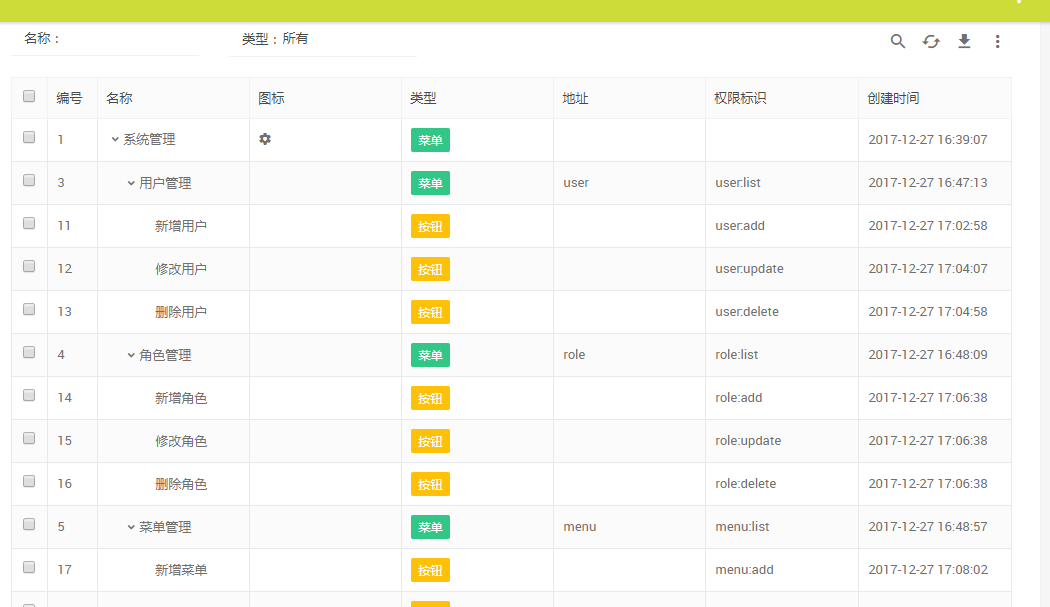 名称：
类型：所有
编号 名称 图标 类型 地址 权限标识 创建时间
1 系统管理 菜单 2017-12-27 16:39:07
3 用户管理 菜单 user user:list 2017-12-27 16:47:13
11 新增用户 按钮 user:add 2017-12-27 17:02:58
12 修改用户 按钮 user:update 2017-12-27 17:04:07
13 删除用户 按钮 user:delete 2017-12-27 17:04:58
4 角色管理 菜单 role role:list 2017-12-27 16:48:09
14 新增角色 按钮 role:add 2017-12-27 17:06:38
15 修改角色 按钮 role:update 2017-12-27 17:06:38
16 删除角色 按钮 role:delete 2017-12-27 17:06:38
5 菜单管理 菜单 menu menu:list 2017-12-27 16:48:57
17 新增菜单 按钮 menu:add 2017-12-27 17:08:02